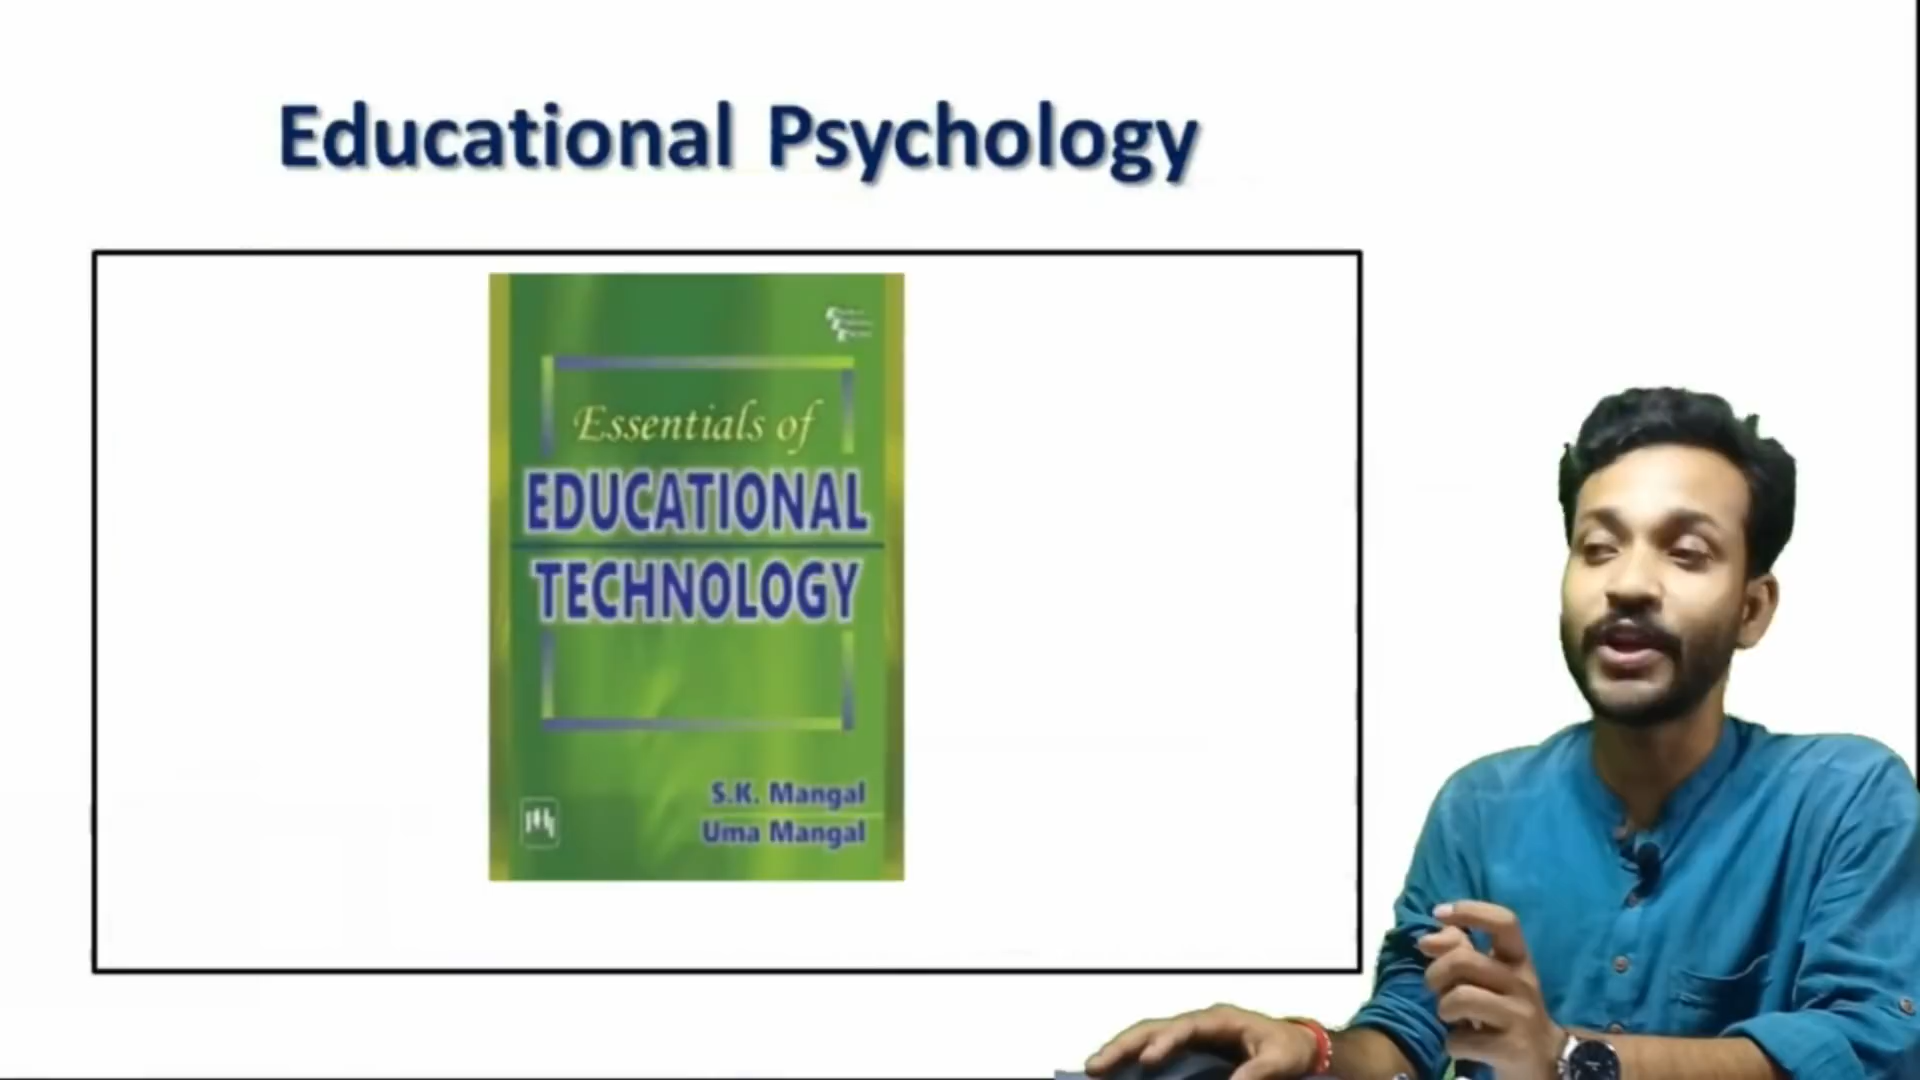 Educational Psychology
Essentials of
EDUCATIONAL
TECHNOLOGY
S.K. Mangal
Uma Mangal